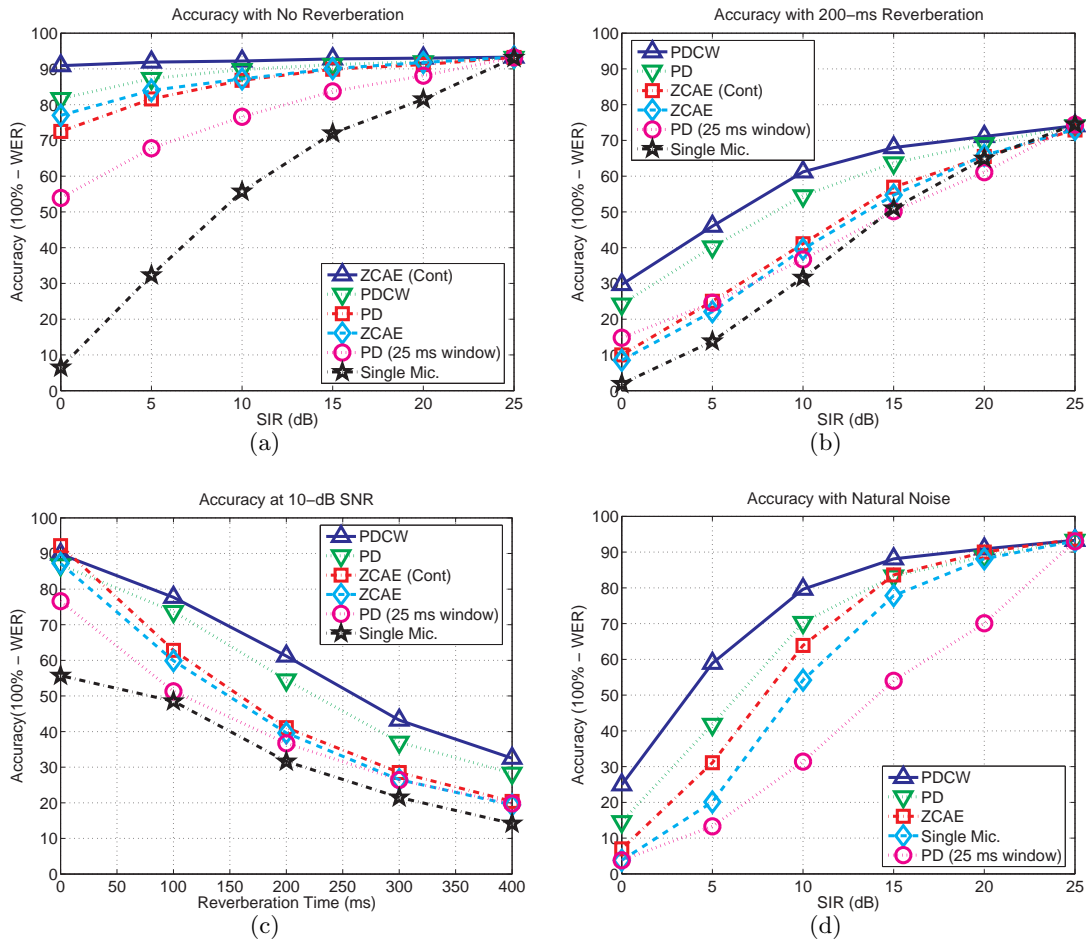 Accuracy with No Reverberation
100
90
80
70
60
50
40
30
20
10
0
Accuracy (100% – WER)
ZCAE (Cont)
PDCW
PD
ZCAE
PD (25 ms window)
Single Mic.
0 5 10 15 20 25
SIR (dB)
(a)
Accuracy with 200–ms Reverberation
100
90
80
70
60
50
40
30
20
10
0
Accuracy (100% – WER)
PDCW
PD
ZCAE (Cont)
ZCAE
PD (25 ms window)
Single Mic.
0 5 10 15 20 25
SIR (dB)
(b)
Accuracy at 10–dB SNR
100
90
80
70
60
50
40
30
20
10
0
Accuracy(100% – WER)
PDCW
PD
ZCAE (Cont)
ZCAE
PD (25 ms window)
Single Mic.
0 50 100 150 200 250 300 350 400
Reverberation Time (ms)
(c)
Accuracy with Natural Noise
100
90
80
70
60
50
40
30
20
10
0
Accuracy (100% – WER)
PDCW
PD
ZCAE
Single Mic.
PD (25 ms window)
0 5 10 15 20 25
SIR (dB)
(d)